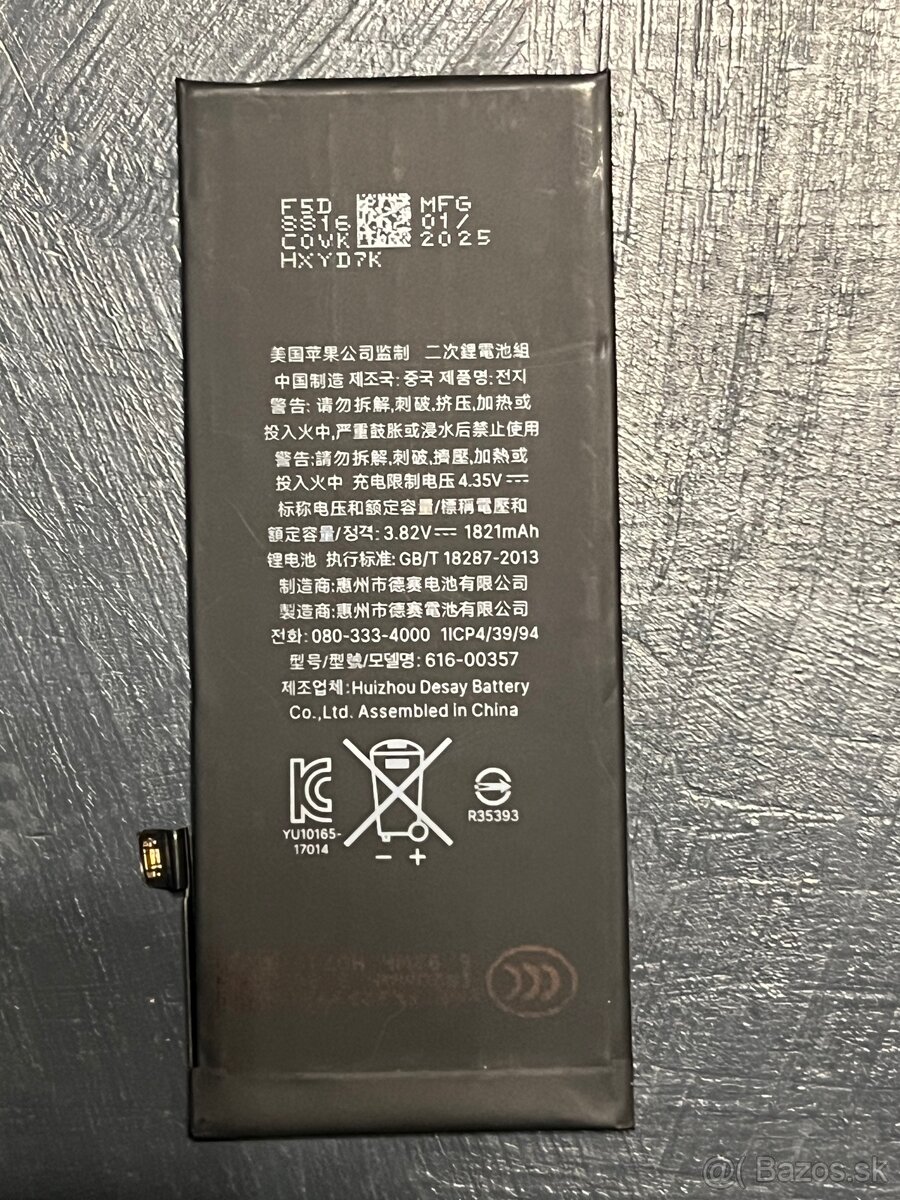 F5D MFG
8816 01/
C0VK 2025
HXYD7K
美国苹果公司监制 二次鋰電池組
中国制造 제조국: 중국 제품명: 전지
警告: 请勿拆解,刺破,挤压,加热或
投入火中,严重鼓胀或浸水后禁止使用
警告:請勿拆解,刺破,擠壓,加熱或
投入火中 充电限制电压 4.35V
标称电压和额定容量/標稱電壓和
額定容量/정격: 3.82V 1821mAh
锂电池 执行标准: GB/T 18287-2013
制造商:惠州市德赛电池有限公司
製造商:惠州市德赛電池有限公司
전화: 080-333-4000 1ICP4/39/94
型号/型號/모델명: 616-00357
제조업체: Huizhou Desay Battery
Co.,Ltd. Assembled in China
YU10165-
17014
R35393
- +
CCC
@( Bazos.sk